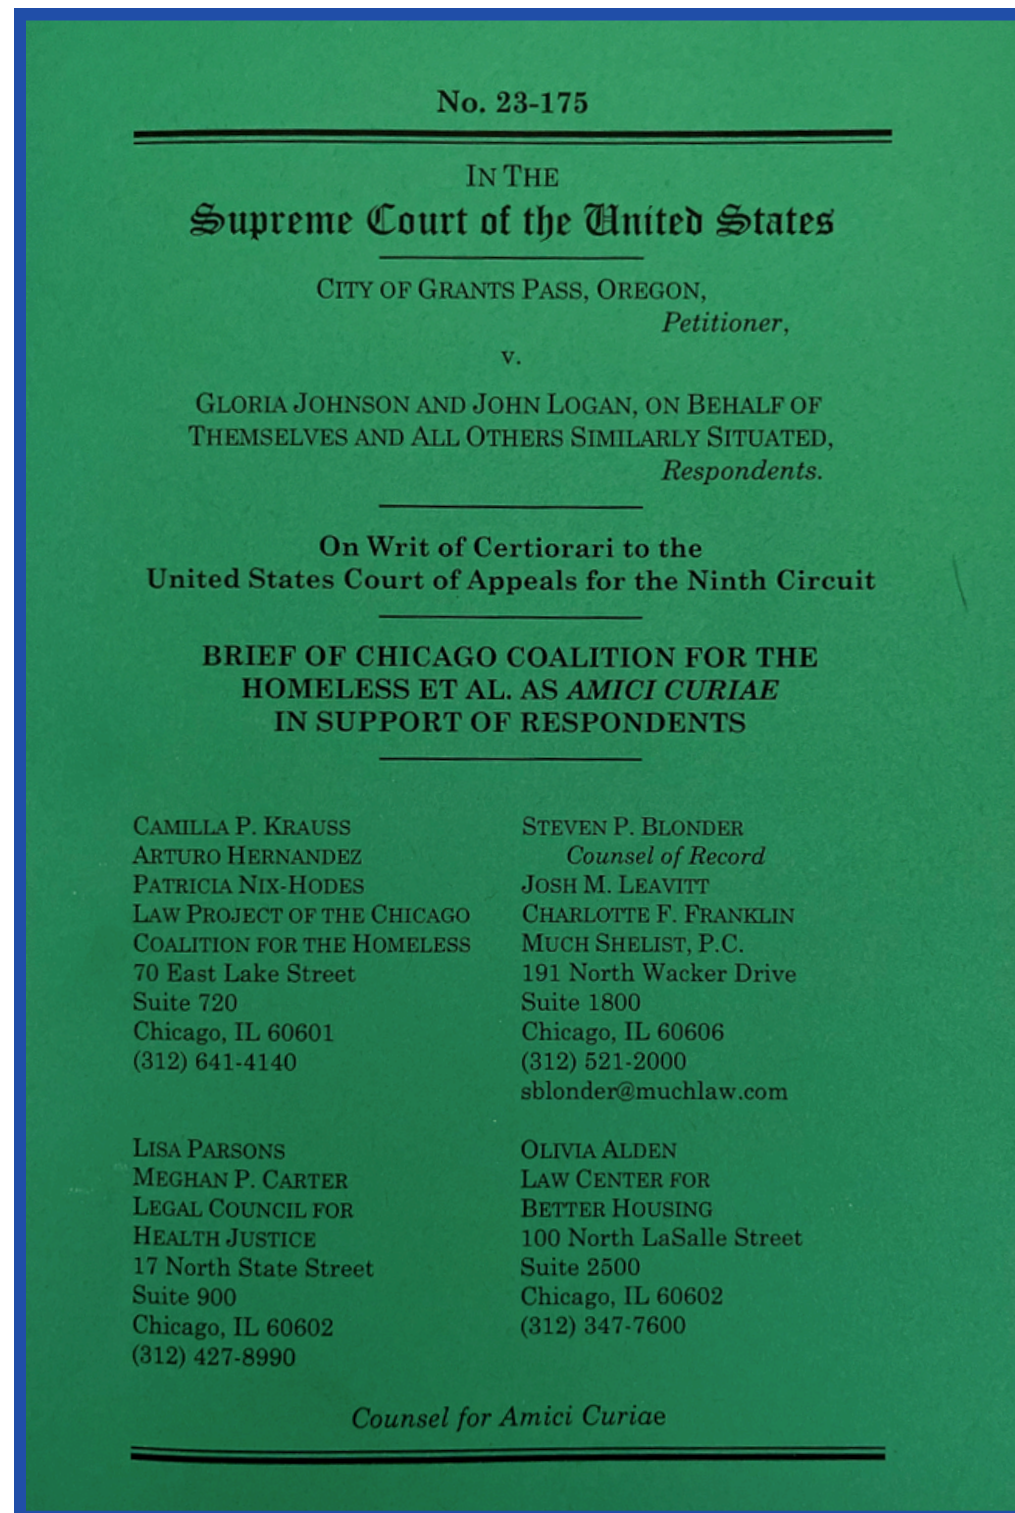 No. 23-175
IN THE
Supreme Court of the United States
CITY OF GRANTS PASS, OREGON,
Petitioner,
v.
GLORIA JOHNSON AND JOHN LOGAN, ON BEHALF OF
THEMSELVES AND ALL OTHERS SIMILARLY SITUATED,
Respondents.
On Writ of Certiorari to the
United States Court of Appeals for the Ninth Circuit
BRIEF OF CHICAGO COALITION FOR THE
HOMELESS ET AL. AS AMICI CURIAE
IN SUPPORT OF RESPONDENTS
CAMILLA P. KRAUSS
ARTURO HERNANDEZ
PATRICIA NIX-HODES
LAW PROJECT OF THE CHICAGO
COALITION FOR THE HOMELESS
70 East Lake Street
Suite 720
Chicago, IL 60601
(312) 641-4140
STEVEN P. BLONDER
Counsel of Record
JOSH M. LEAVITT
CHARLOTTE F. FRANKLIN
MUCH SHELIST, P.C.
191 North Wacker Drive
Suite 1800
Chicago, IL 60606
(312) 521-2000
sblonder@muchlaw.com
LISA PARSONS
MEGHAN P. CARTER
LEGAL COUNCIL FOR
HEALTH JUSTICE
17 North State Street
Suite 900
Chicago, IL 60602
(312) 427-8990
OLIVIA ALDEN
LAW CENTER FOR
BETTER HOUSING
100 North LaSalle Street
Suite 2500
Chicago, IL 60602
(312) 347-7600
Counsel for Amici Curiae